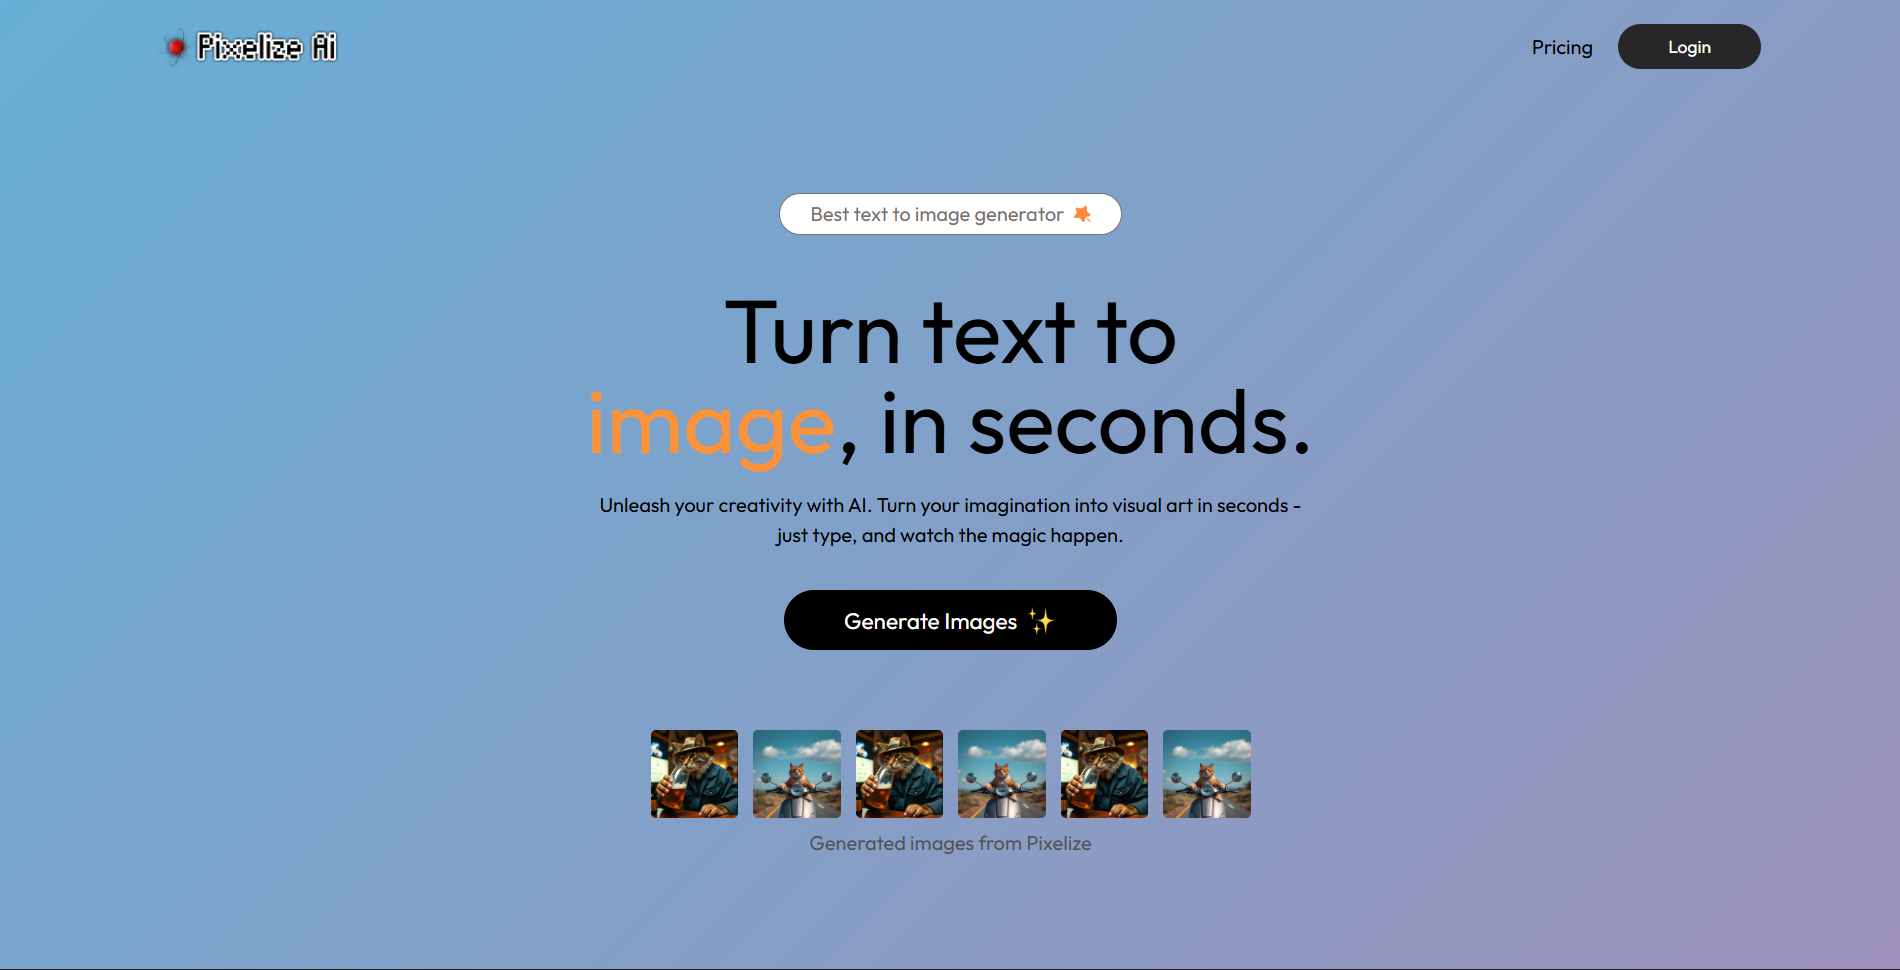 Pixelize Ai
Pricing
Login
Best text to image generator
Turn text to
image, in seconds.
Unleash your creativity with AI. Turn your imagination into visual art in seconds -
just type, and watch the magic happen.
Generate Images ✨
Generated images from Pixelize